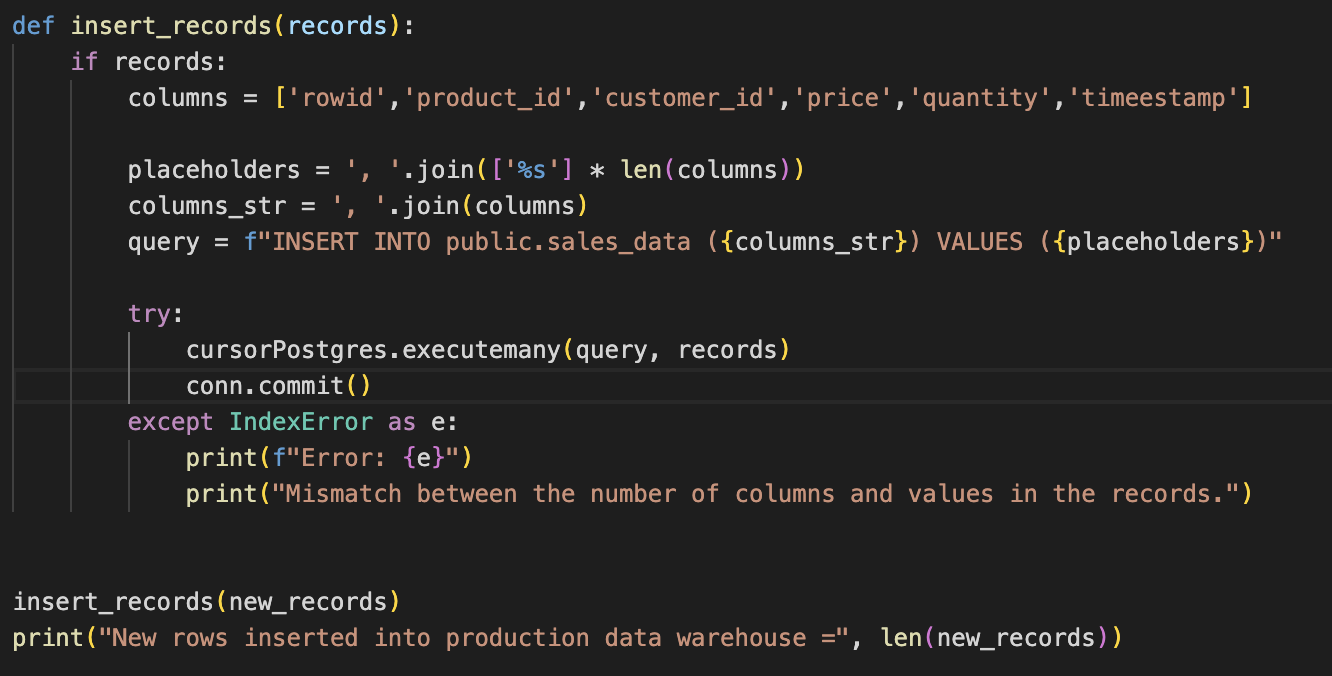 def insert_records(records):
    if records:
        columns = ['rowid','product_id','customer_id','price','quantity','timeestamp']
        placeholders = ', '.join(['%s'] * len(columns))
        columns_str = ', '.join(columns)
        query = f"INSERT INTO public.sales_data ({columns_str}) VALUES ({placeholders})"
        try:
            cursorPostgres.executemany(query, records)
            conn.commit()
        except IndexError as e:
            print(f"Error: {e}")
            print("Mismatch between the number of columns and values in the records.")
insert_records(new_records)
print("New rows inserted into production data warehouse =", len(new_records))